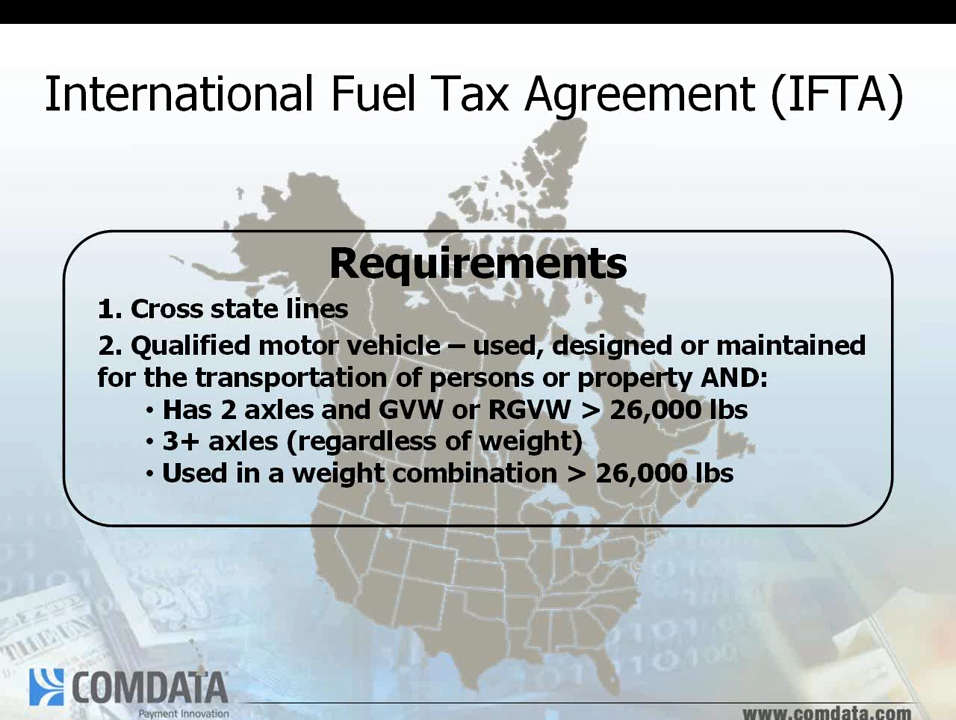 International Fuel Tax Agreement (IFTA)
Requirements
1. Cross state lines
2. Qualified motor vehicle – used, designed or maintained
for the transportation of persons or property AND:
• Has 2 axles and GVW or RGVW > 26,000 lbs
• 3+ axles (regardless of weight)
• Used in a weight combination > 26,000 lbs
COMDATA
Payment Innovation
www.comdata.com